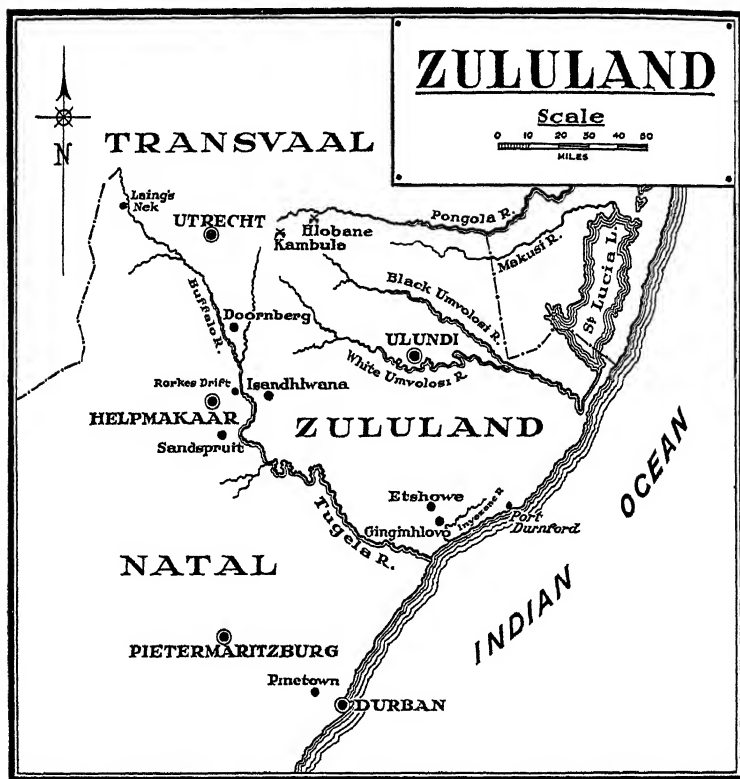 ZULULAND
Scale
0 10 20 30 40 50
MILES
N
TRANSVAAL
Laing's
Nek
UTRECHT
Hlobane
Kambula
Pongola R.
Makusi R.
St Lucia L.
Buffalo R.
Doornberg
Black Umvolosi R.
ULUNDI
White Umvolosi R.
Rorkes Drift
Isandhlwana
HELPMAKAAR
Sandspruit
ZULULAND
Etshowe
Ginginhlovo
Inyezane R
Port
Durnford
Tugela R.
NATAL
INDIAN OCEAN
PIETERMARITZBURG
Pinetown
DURBAN